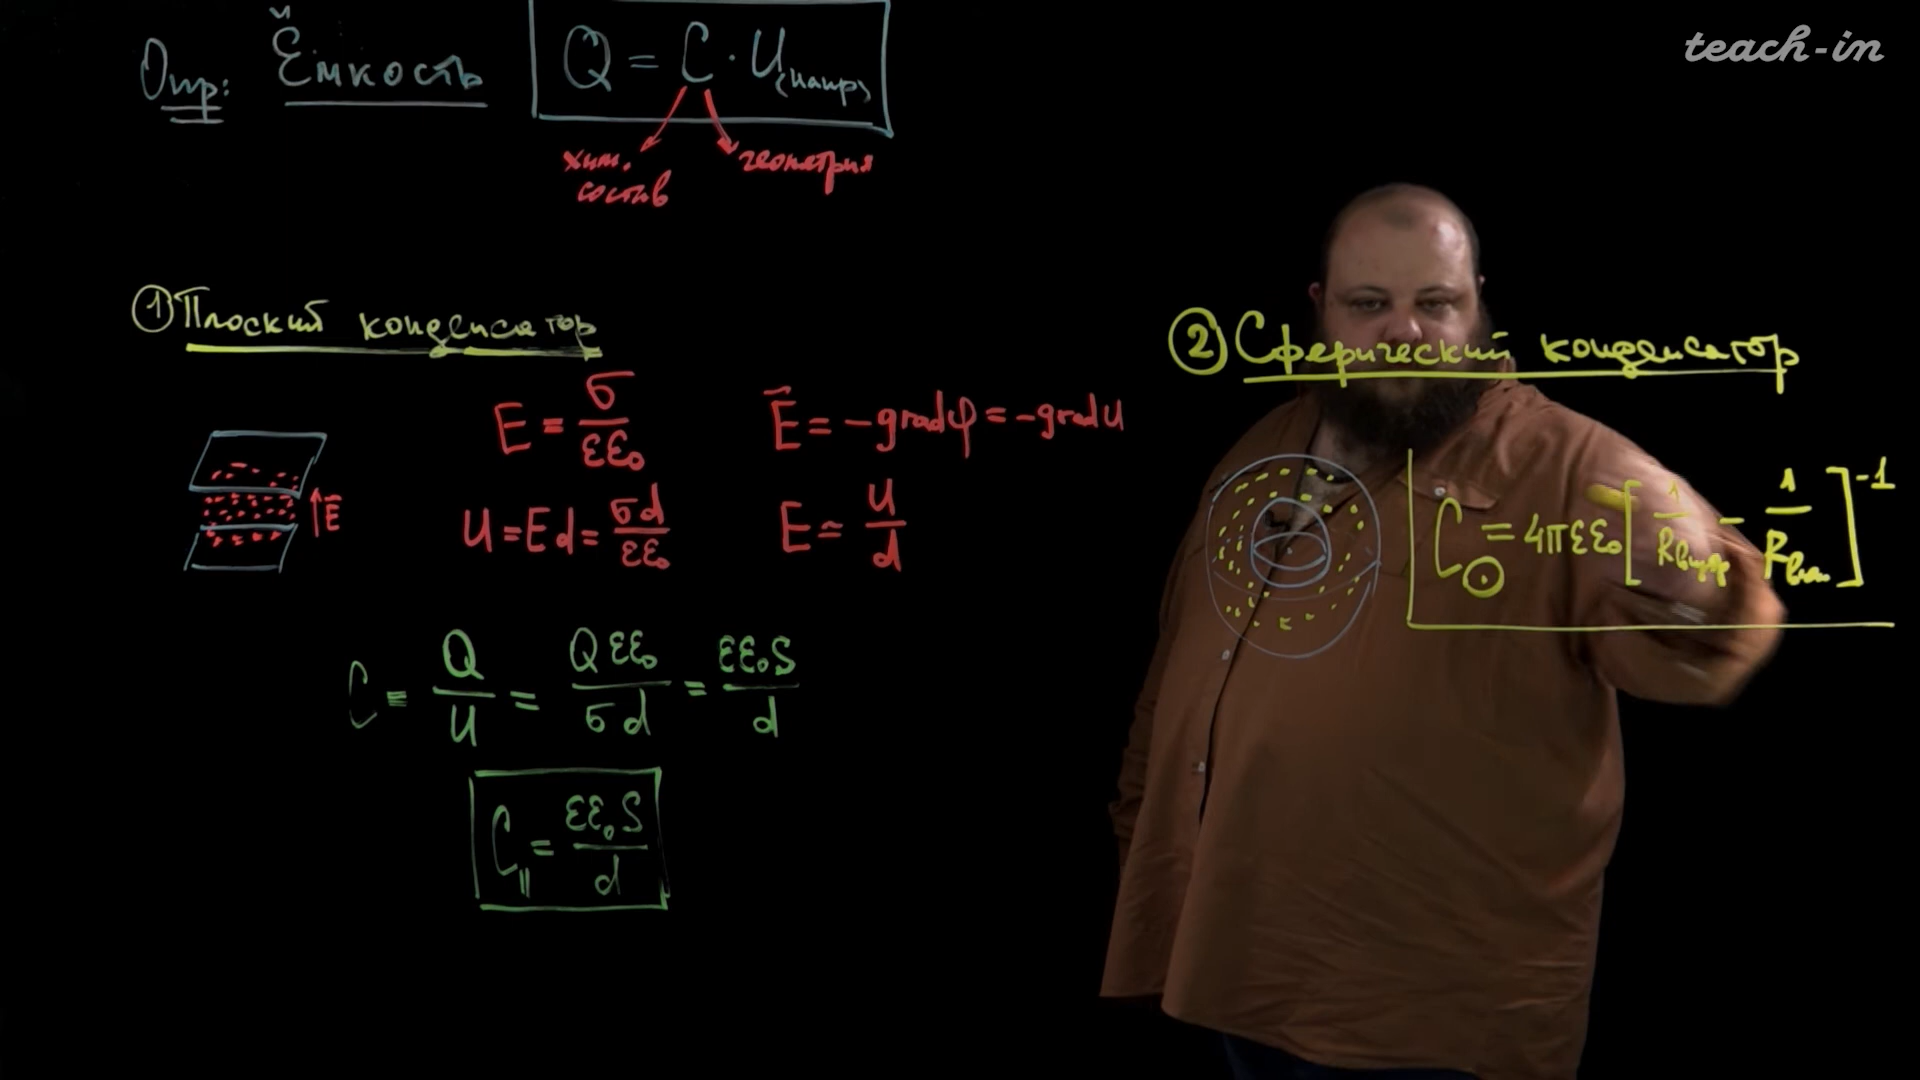 teach-in
Опр: Ёмкость Q = C · U(напр)
хим. состав
геометрия
① Плоский конденсатор
E = σ/εε₀
Ē = -gradφ = -gradU
Ē
U = Ed = σd/εε₀
E = U/d
C = Q/U = Qεε₀/σd = εε₀S/d
C|| = εε₀S/d
② Сферический конденсатор
C⊙ = 4πεε₀[1/Rвнутр - 1/Rвн.]⁻¹